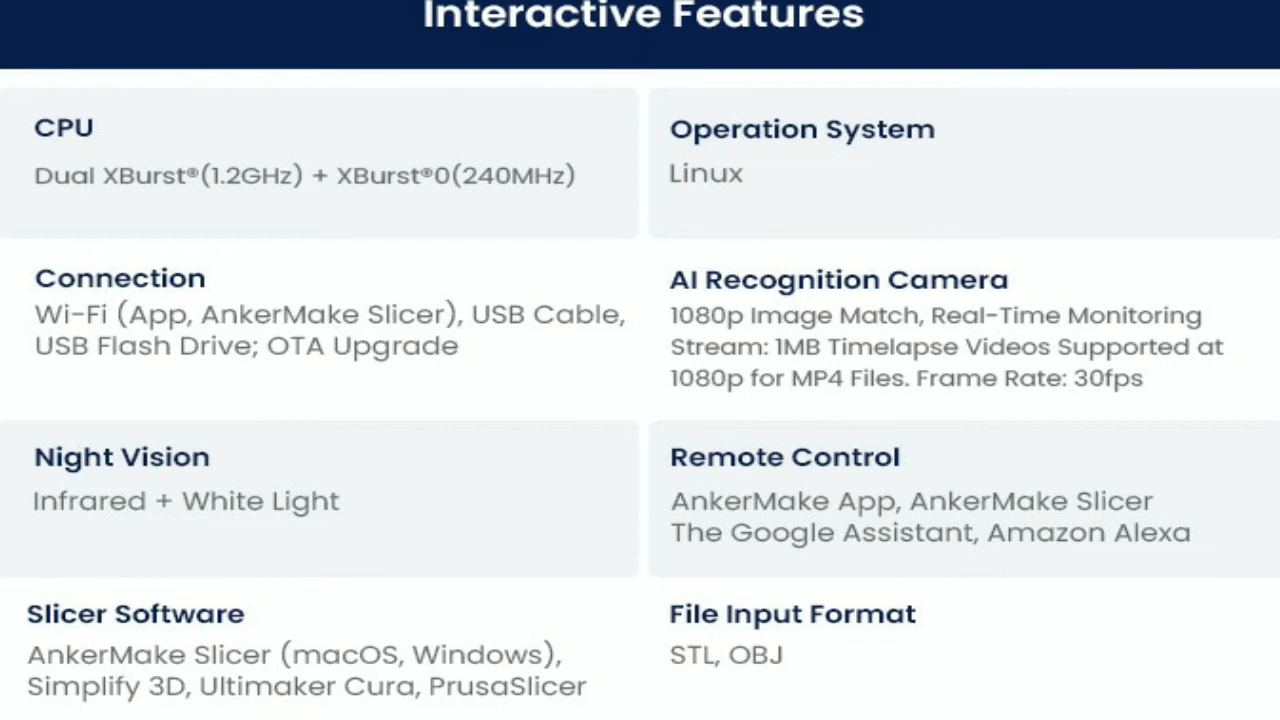 Interactive Features
CPU
Dual XBurst®(1.2GHz) + XBurst®0(240MHz)
Operation System
Linux
Connection
Wi-Fi (App, AnkerMake Slicer), USB Cable,
USB Flash Drive; OTA Upgrade
AI Recognition Camera
1080p Image Match, Real-Time Monitoring
Stream: 1MB Timelapse Videos Supported at
1080p for MP4 Files. Frame Rate: 30fps
Night Vision
Infrared + White Light
Remote Control
AnkerMake App, AnkerMake Slicer
The Google Assistant, Amazon Alexa
Slicer Software
AnkerMake Slicer (macOS, Windows),
Simplify 3D, Ultimaker Cura, PrusaSlicer
File Input Format
STL, OBJ